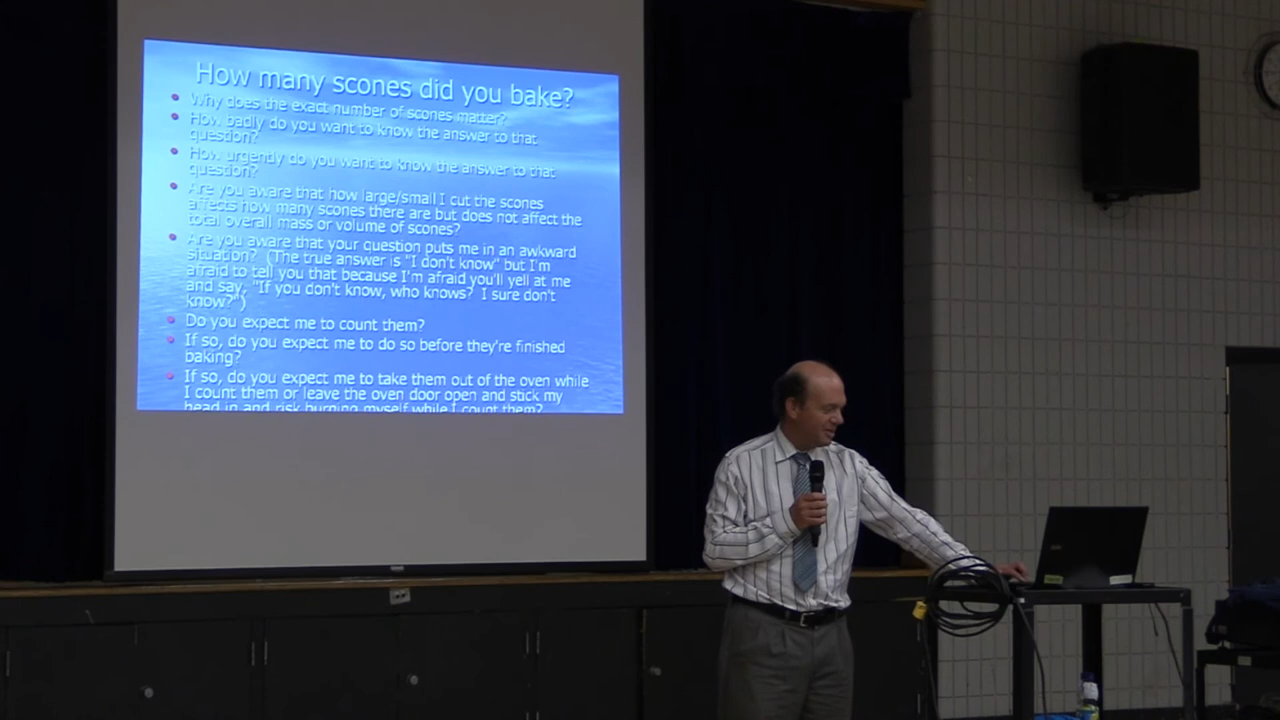 How many scones did you bake?
Why does the exact number of scones matter?
How badly do you want to know the answer to that
question?
How urgently do you want to know the answer to that
question?
Are you aware that how large/small I cut the scones
affects how many scones there are but does not affect the
total overall mass or volume of scones?
Are you aware that your question puts me in an awkward
situation? (The true answer is "I don't know" but I'm
afraid to tell you that because I'm afraid you'll yell at me
and say, "If you don't know, who knows? I sure don't
know?")
Do you expect me to count them?
If so, do you expect me to do so before they're finished
baking?
If so, do you expect me to take them out of the oven while
I count them or leave the oven door open and stick my
head in and risk burning myself while I count them?